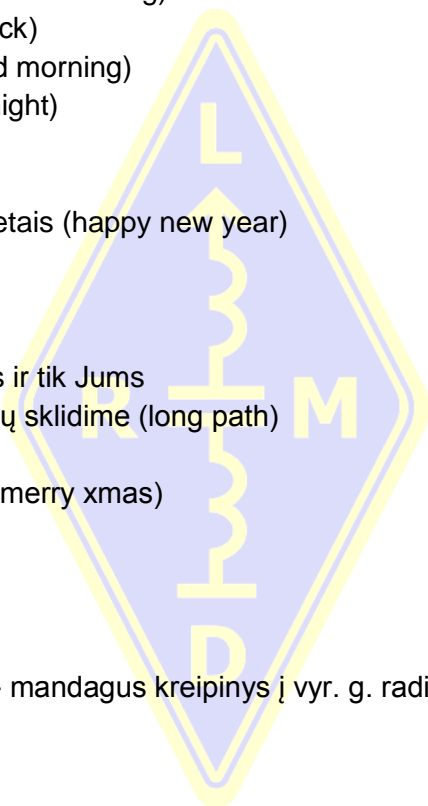 ck)
d morning)
ight)
L
etais (happy new year)
s ir tik Jums
R M
ų sklidime (long path)
merry xmas)
D
mandagus kreipinys į vyr. g. radi